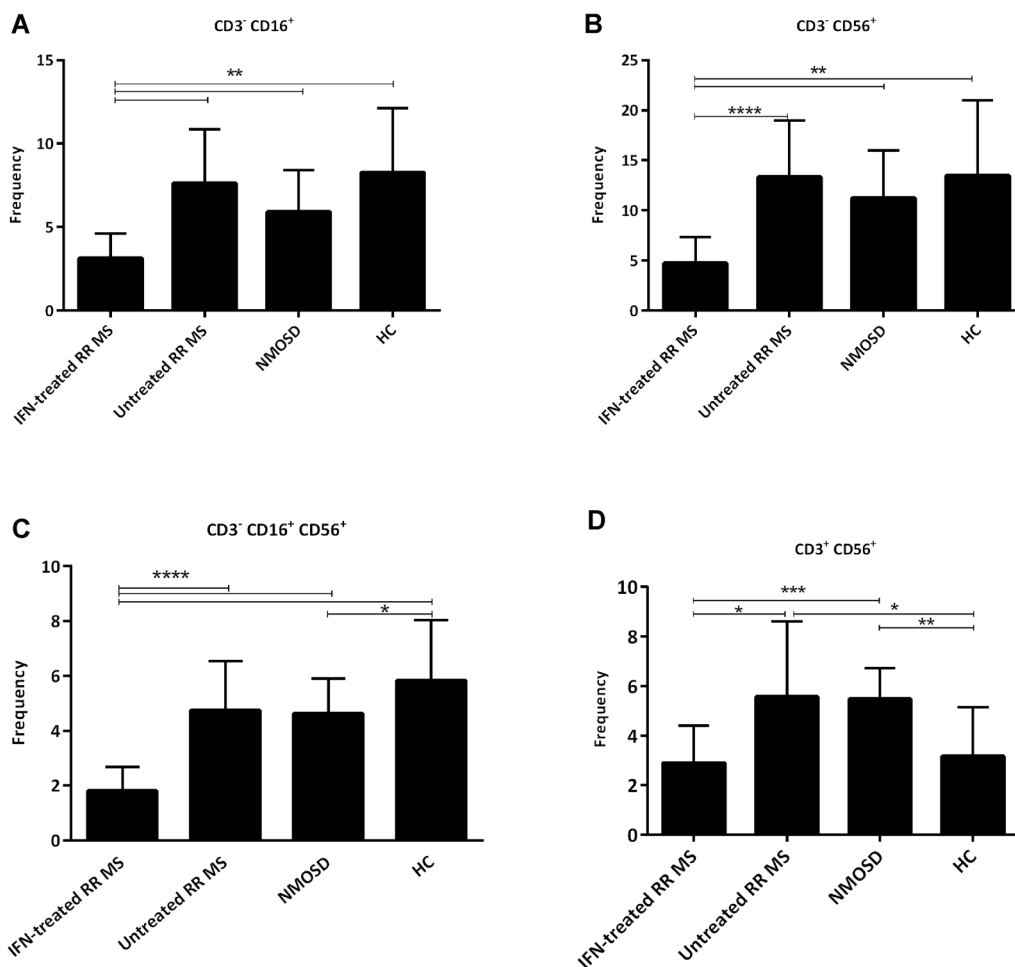 A
CD3⁻ CD16⁺
**
15
10
5
0
Frequency
IFN-treated RR MS
Untreated RR MS
NMOSD
HC
B
CD3⁻ CD56⁺
**
****
25
20
15
10
5
0
Frequency
IFN-treated RR MS
Untreated RR MS
NMOSD
HC
C
CD3⁻ CD16⁺ CD56⁺
****
*
8
6
4
2
0
10
Frequency
IFN-treated RR MS
Untreated RR MS
NMOSD
HC
D
CD3⁺ CD56⁺
***
*
*
**
10
8
6
4
2
0
Frequency
IFN-treated RR MS
Untreated RR MS
NMOSD
HC